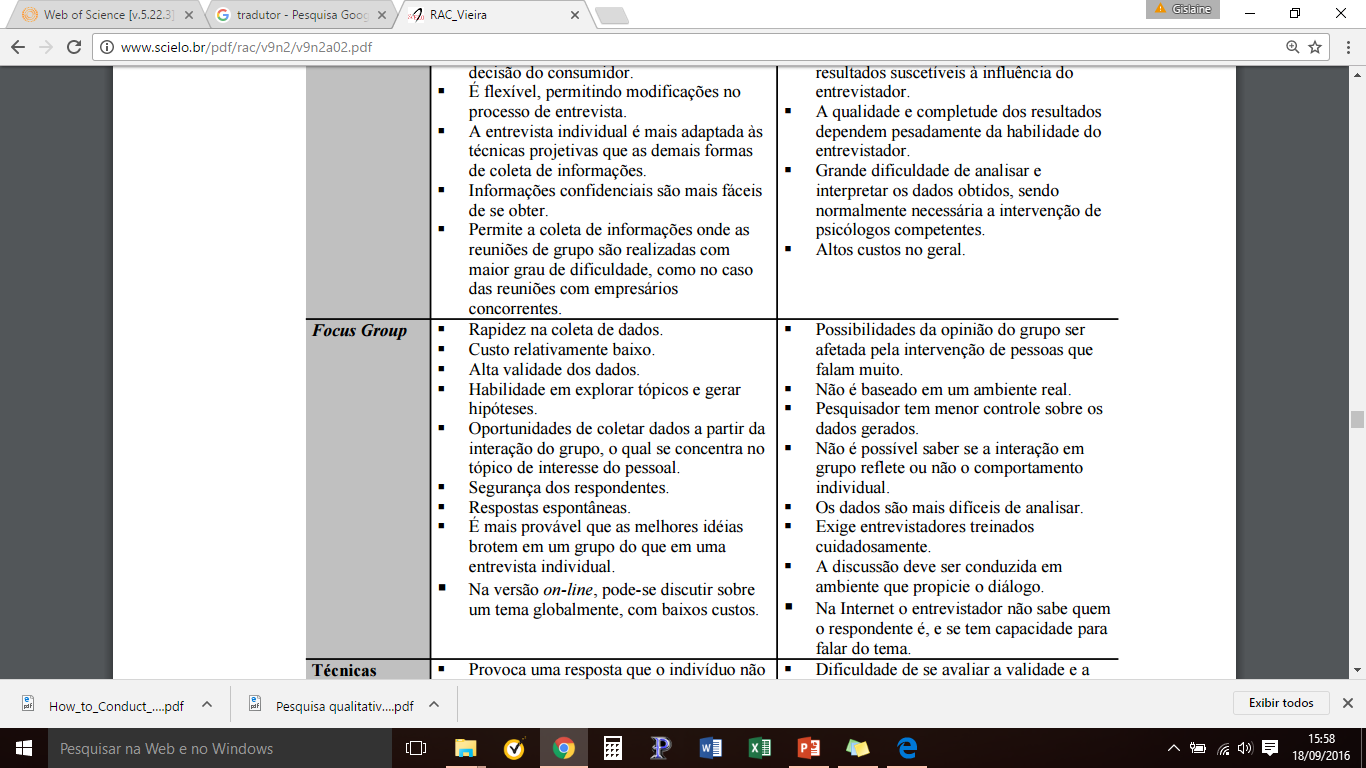 Web of Science [v.5.22.3]
tradutor - Pesquisa Goog
RAC_Vieira
Gislaine
www.scielo.br/pdf/rac/v9n2/v9n2a02.pdf
decisão do consumidor.
▪ É flexível, permitindo modificações no
processo de entrevista.
▪ A entrevista individual é mais adaptada às
técnicas projetivas que as demais formas
de coleta de informações.
▪ Informações confidenciais são mais fáceis
de se obter.
▪ Permite a coleta de informações onde as
reuniões de grupo são realizadas com
maior grau de dificuldade, como no caso
das reuniões com empresários
concorrentes.
resultados suscetíveis à influência do
entrevistador.
▪ A qualidade e completude dos resultados
dependem pesadamente da habilidade do
entrevistador.
▪ Grande dificuldade de analisar e
interpretar os dados obtidos, sendo
normalmente necessária a intervenção de
psicólogos competentes.
▪ Altos custos no geral.
Focus Group
▪ Rapidez na coleta de dados.
▪ Custo relativamente baixo.
▪ Alta validade dos dados.
▪ Habilidade em explorar tópicos e gerar
hipóteses.
▪ Oportunidades de coletar dados a partir da
interação do grupo, o qual se concentra no
tópico de interesse do pessoal.
▪ Segurança dos respondentes.
▪ Respostas espontâneas.
▪ É mais provável que as melhores idéias
brotem em um grupo do que em uma
entrevista individual.
▪ Na versão on-line, pode-se discutir sobre
um tema globalmente, com baixos custos.
▪ Possibilidades da opinião do grupo ser
afetada pela intervenção de pessoas que
falam muito.
▪ Não é baseado em um ambiente real.
▪ Pesquisador tem menor controle sobre os
dados gerados.
▪ Não é possível saber se a interação em
grupo reflete ou não o comportamento
individual.
▪ Os dados são mais difíceis de analisar.
▪ Exige entrevistadores treinados
cuidadosamente.
▪ A discussão deve ser conduzida em
ambiente que propicie o diálogo.
▪ Na Internet o entrevistador não sabe quem
o respondente é, e se tem capacidade para
falar do tema.
Técnicas
▪ Provoca uma resposta que o indivíduo não
▪ Dificuldade de se avaliar a validade e a
How_to_Conduct_....pdf
Pesquisa qualitativ....pdf
Exibir todos
Pesquisar na Web e no Windows
15:58
18/09/2016